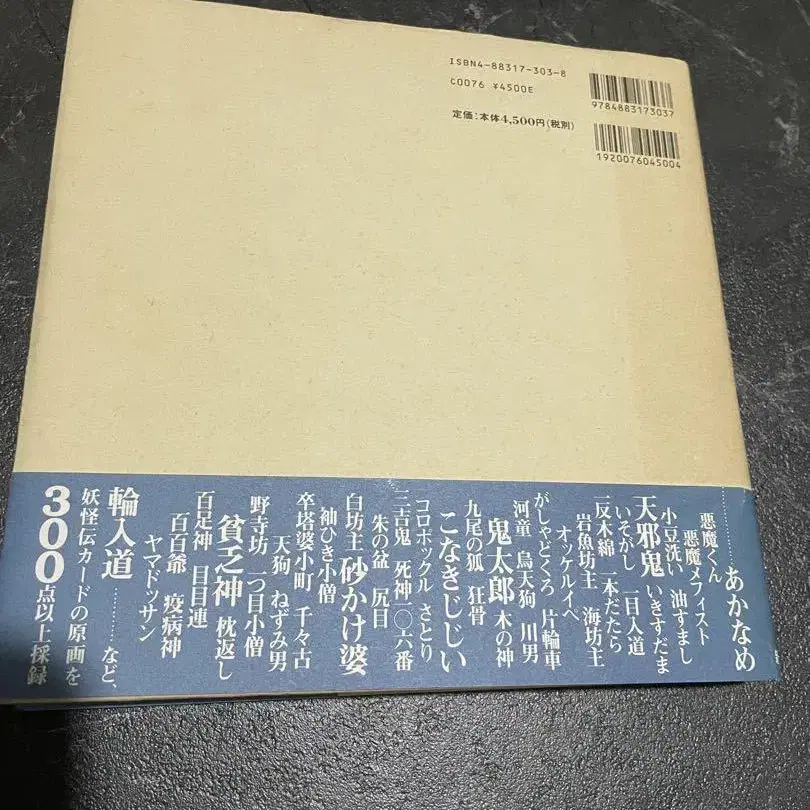 ISBN4-88317-303-8
C0076 ¥4500E
定価:本体4,500円(税別)
9784883173037
1920076045004
…………あかなめ
悪魔くん 悪魔メフィスト
小豆洗い 油すまし
天邪鬼 いきすだま
いそがし 一目入道
一反木綿 一本だたら
岩魚坊主 海坊主
オッケルイペ
がしゃどくろ 片輪車
河童 烏天狗 川男
鬼太郎 木の神
九尾の狐 狂骨
こなきじじい
コロポックル さとり
三吉鬼 死神一〇六番
朱の盆 尻目
白坊主 砂かけ婆
袖ひき小僧
卒塔婆小町 千々古
天狗 ねずみ男
野寺坊 一つ目小僧
貧乏神 枕返し
百足神 目目連
百百爺 疫病神
ヤマドッサン
輪入道…………など、
妖怪伝カードの原画を
300点以上採録